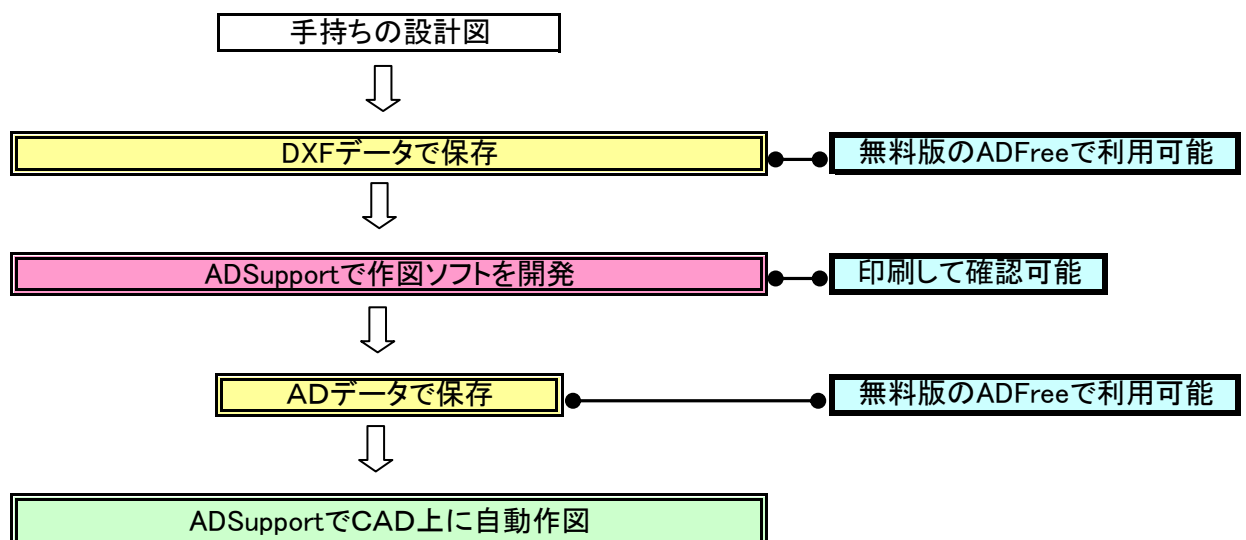 手持ちの設計図
DXFデータで保存
無料版のADFreeで利用可能
ADSupportで作図ソフトを開発
印刷して確認可能
ADデータで保存
無料版のADFreeで利用可能
ADSupportでCAD上に自動作図